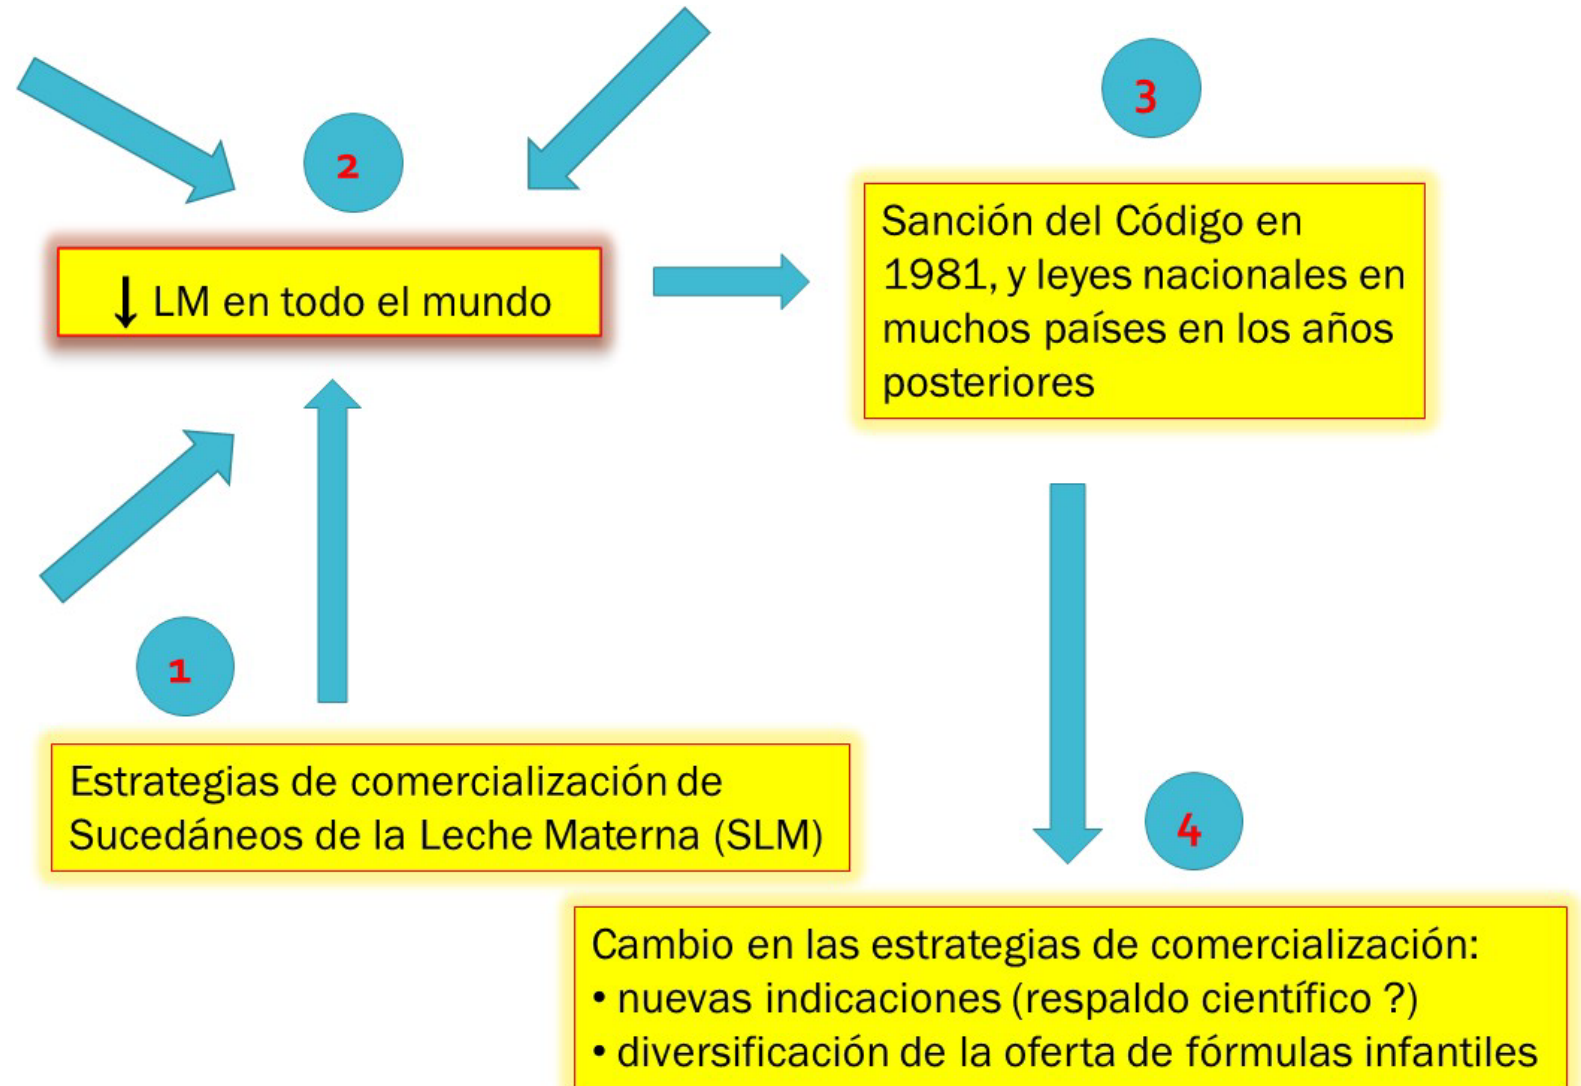 2
3
↓ LM en todo el mundo
Sanción del Código en
1981, y leyes nacionales en
muchos países en los años
posteriores
1
Estrategias de comercialización de
Sucedáneos de la Leche Materna (SLM)
4
Cambio en las estrategias de comercialización:
• nuevas indicaciones (respaldo científico ?)
• diversificación de la oferta de fórmulas infantiles